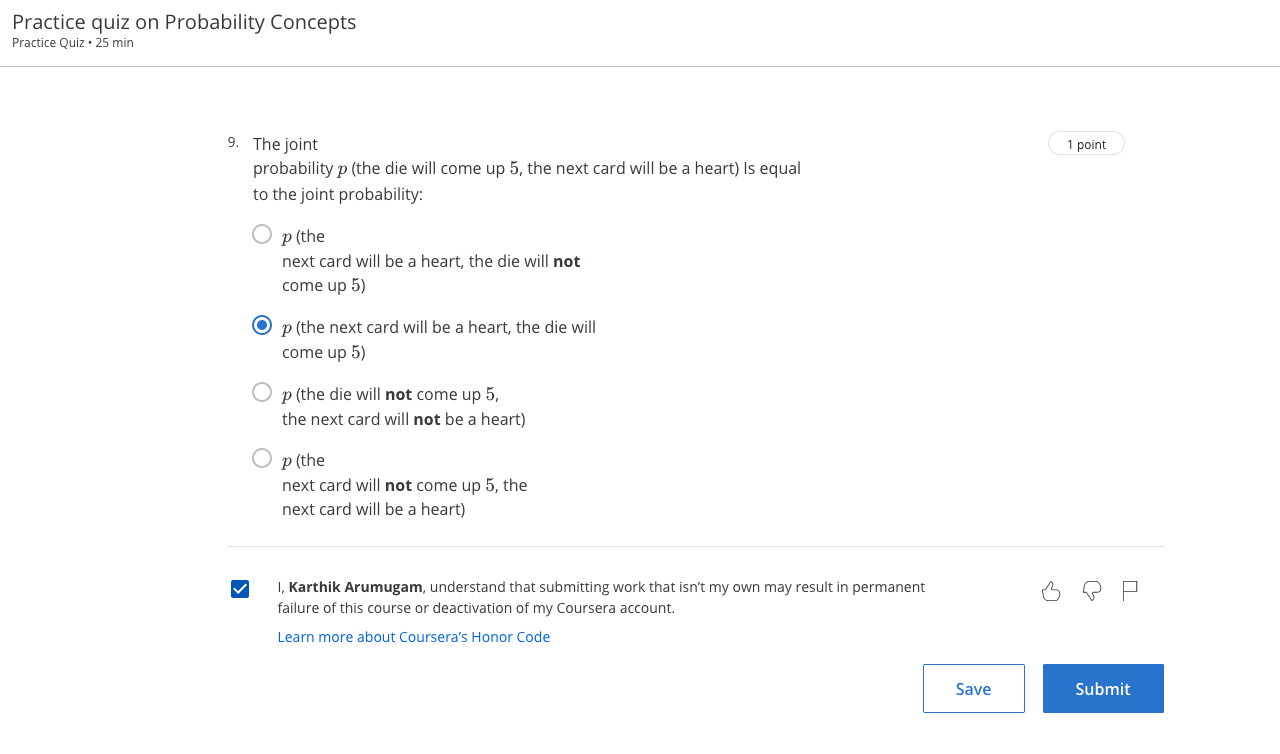 Practice quiz on Probability Concepts
Practice Quiz • 25 min
9. The joint
1 point
probability p (the die will come up 5, the next card will be a heart) Is equal
to the joint probability:
p (the
next card will be a heart, the die will not
come up 5)
p (the next card will be a heart, the die will
come up 5)
p (the die will not come up 5,
the next card will not be a heart)
p (the
next card will not come up 5, the
next card will be a heart)
I, Karthik Arumugam, understand that submitting work that isn’t my own may result in permanent
failure of this course or deactivation of my Coursera account.
Learn more about Coursera’s Honor Code
Save
Submit